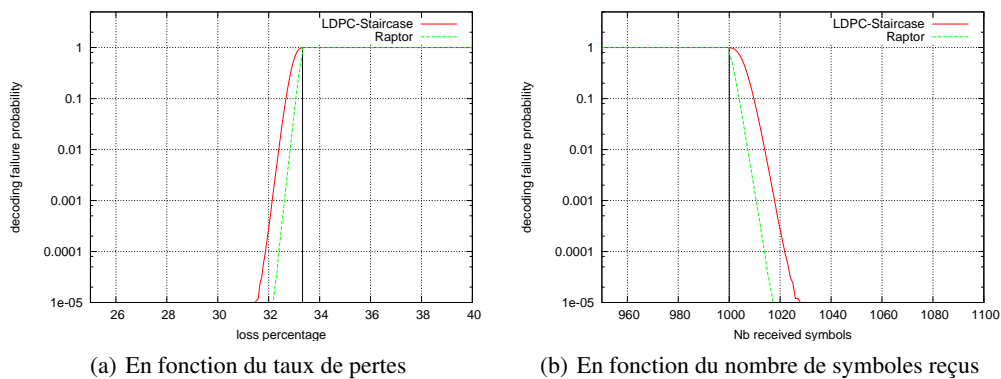 LDPC-Staircase
Raptor
1
0.1
0.01
0.001
0.0001
1e-05
decoding failure probability
26 28 30 32 34 36 38 40
loss percentage
(a) En fonction du taux de pertes
LDPC-Staircase
Raptor
1
0.1
0.01
0.001
0.0001
1e-05
decoding failure probability
960 980 1000 1020 1040 1060 1080 1100
Nb received symbols
(b) En fonction du nombre de symboles reçus